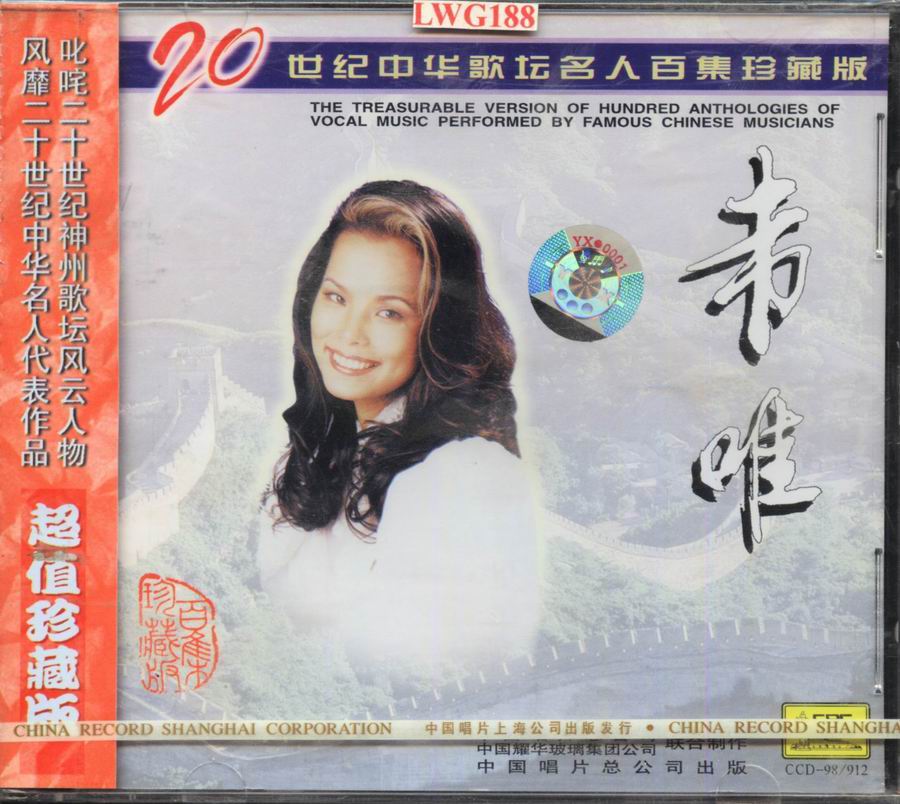 LWG188
20
世纪中华歌坛名人百集珍藏版
THE TREASURABLE VERSION OF HUNDRED ANTHOLOGIES OF
VOCAL MUSIC PERFORMED BY FAMOUS CHINESE MUSICIANS
叱咤二十世纪神州歌坛风云人物
风靡二十世纪中华名人代表作品
超值珍藏版
YX●0001
韦唯
百集
珍藏版
CHINA RECORD SHANGHAI CORPORATION 中国唱片上海公司出版发行 • CHINA RECORD SHANGHA
中国耀华玻璃集团公司 联合制作
中国唱片总公司出版
CCD-98/912